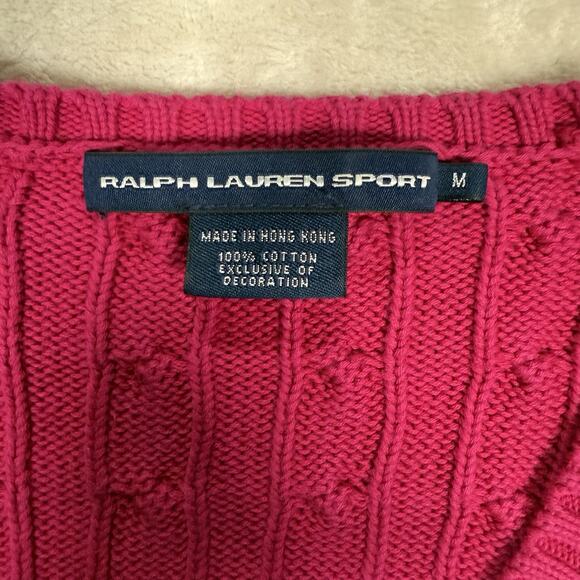 RALPH LAUREN SPORT M
MADE IN HONG KONG
100% COTTON
EXCLUSIVE OF
DECORATION